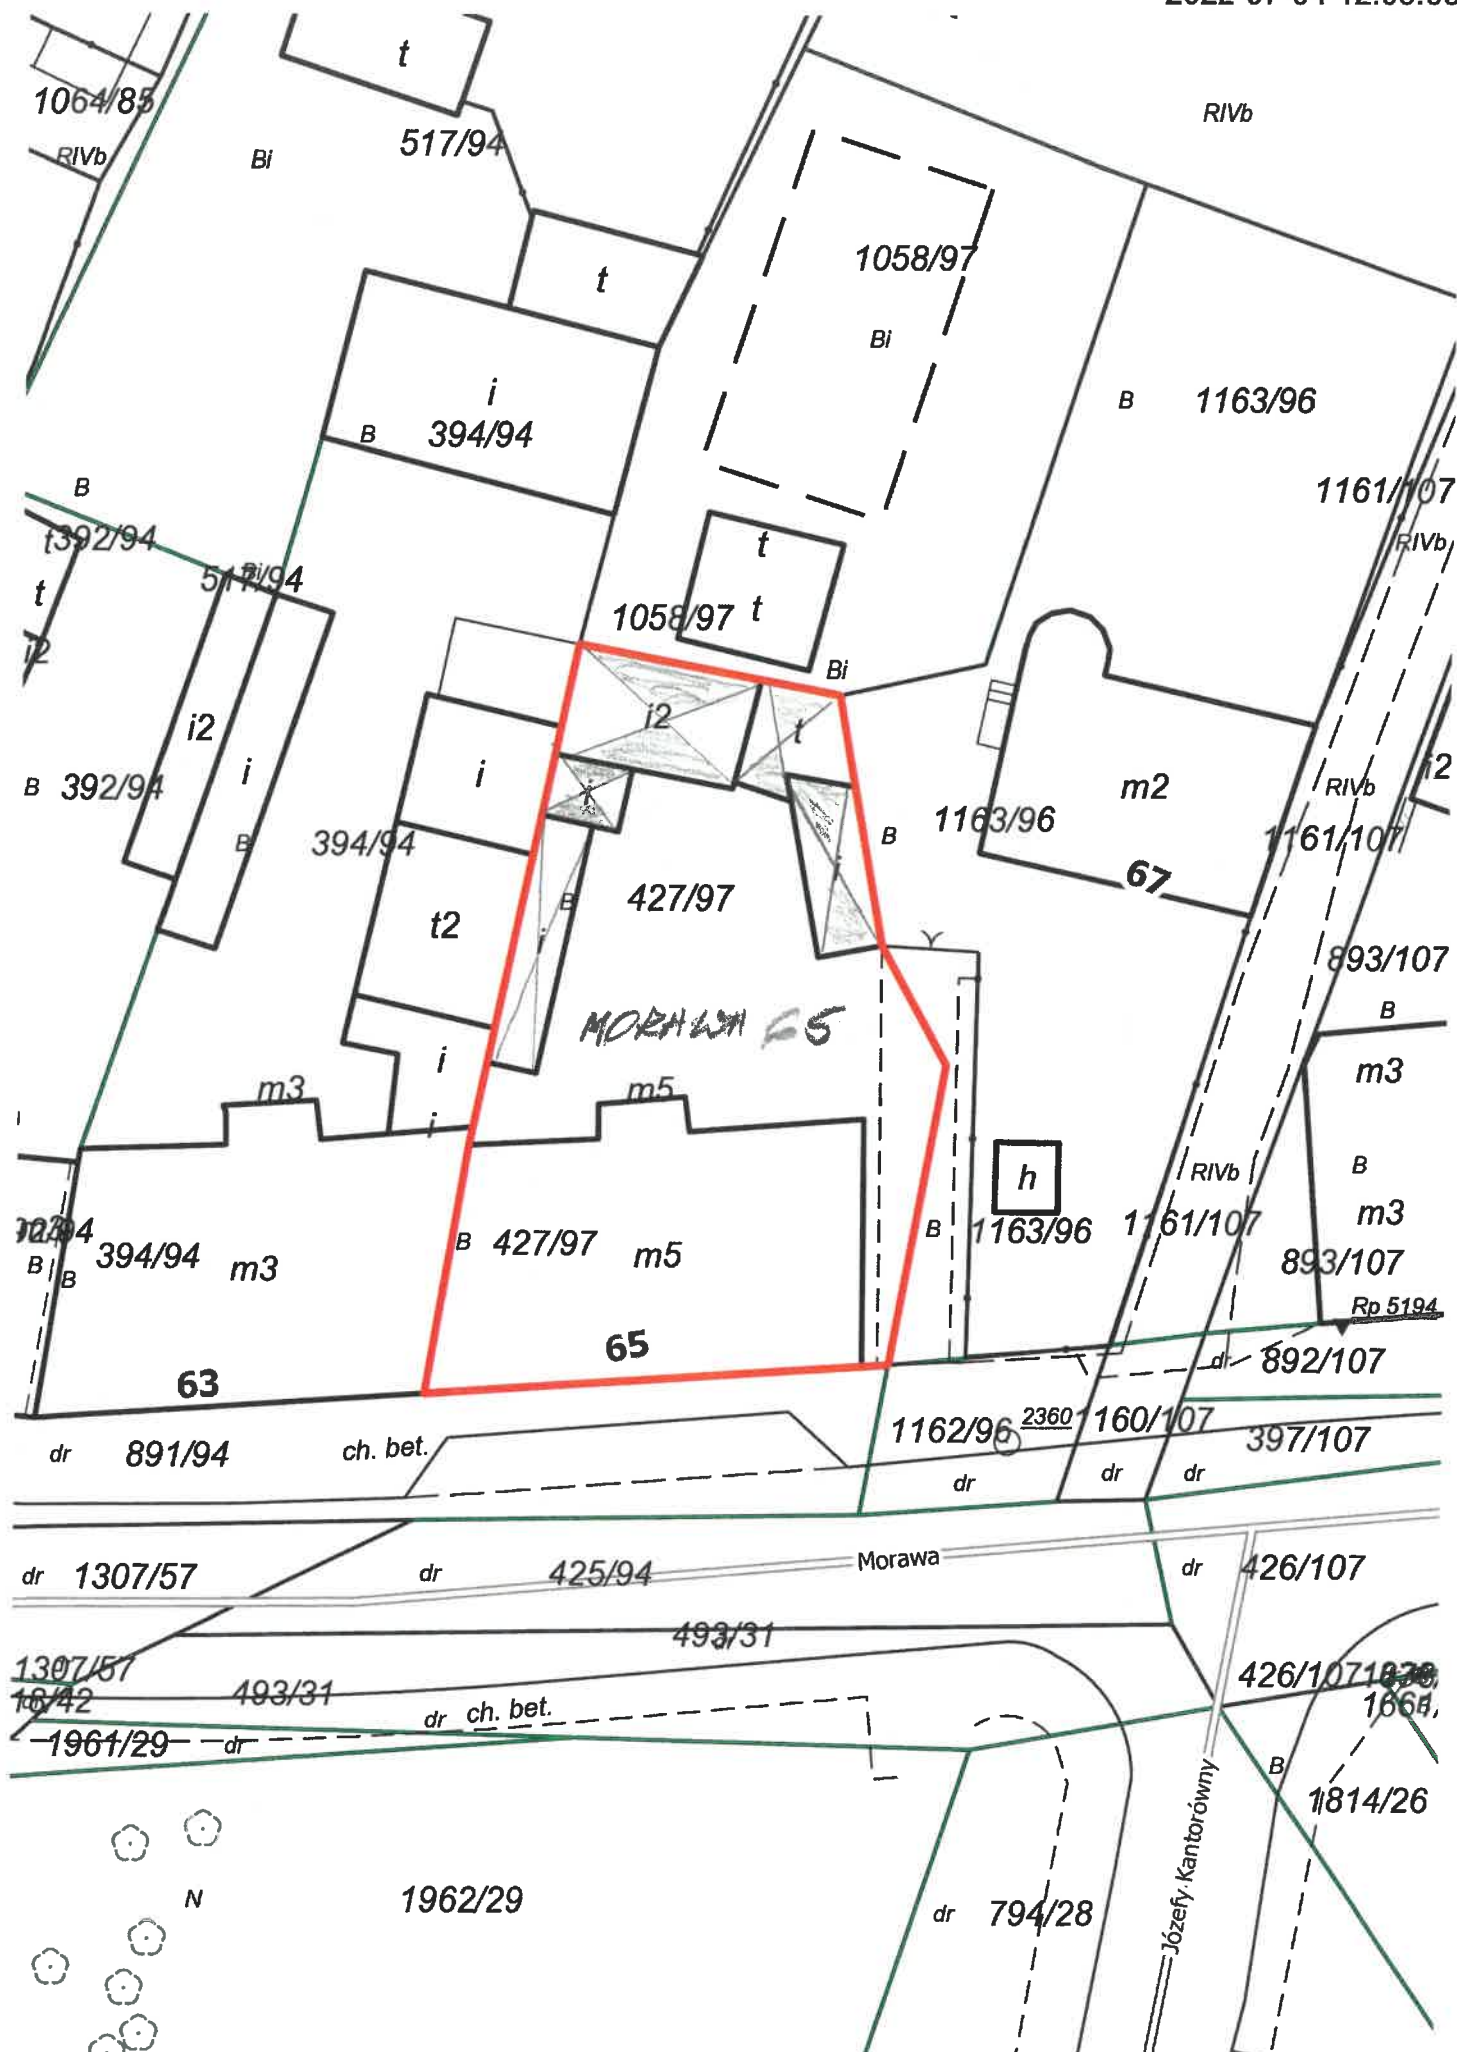 t
1064/85
RIVb
517/94
Bi
RIVb
1058/97
t
Bi
i
B
394/94
B
1163/96
B
1161/107
t
392/94
RIVb
t
517/94
Bi
t
t
1058/97
i2
Bi
i2
t
i2
i
i
m2
i2
RIVb
B
392/94
i
1163/96
B
1161/107
B
394/94
67
i
427/97
B
t2
i
893/107
MORAWA 65
B
i
m3
m3
m5
i
h
RIVb
B
B
1163/96
1161/107
m3
394/94
m3
B
427/97
m5
893/107
B
B
Rp 5194
65
63
dr
892/107
1162/96
2360
1160/107
397/107
dr
891/94
ch. bet.
dr
dr
dr
Morawa
dr
1307/57
dr
425/94
dr
426/107
493/31
1307/57
426/107
493/31
dr
ch. bet.
1961/29
dr
B
1814/26
Józefy Kantorówny
N
1962/29
dr
794/28